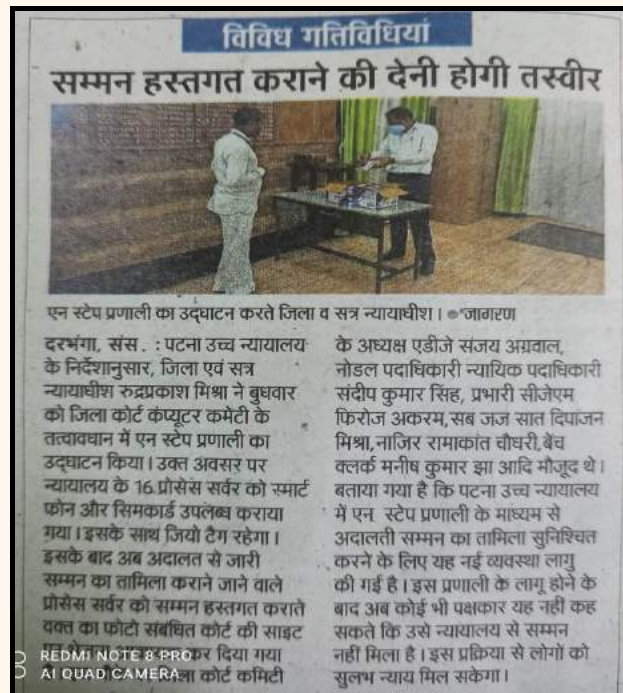 विविध गतिविधियां
सम्मन हस्तगत कराने की देनी होगी तस्वीर
एन स्टेप प्रणाली का उद्घाटन करते जिला व सत्र न्यायाधीश। जागरण
दरभंगा, संस. : पटना उच्च न्यायालय
के निर्देशानुसार, जिला एवं सत्र
न्यायाधीश रुद्रप्रकाश मिश्रा ने बुधवार
को जिला कोर्ट कंप्यूटर कमेटी के
तत्वावधान में एन स्टेप प्रणाली का
उद्घाटन किया। उक्त अवसर पर
न्यायालय के 16 प्रोसेस सर्वर को स्मार्ट
फोन और सिमकार्ड उपलब्ध कराया
गया। इसके साथ जियो टैग रहेगा।
इसके बाद अब अदालत से जारी
सम्मन का तामिला कराने जाने वाले
प्रोसेस सर्वर को सम्मन हस्तगत कराते
वक्त का फोटो संबंधित कोर्ट की साइट
कर दिया गया
ला कोर्ट कमिटी
के अध्यक्ष एडीजे संजय अग्रवाल,
नोडल पदाधिकारी न्यायिक पदाधिकारी
संदीप कुमार सिंह, प्रभारी सीजेएम
फिरोज अकरम, सब जज सात दिपांजन
मिश्रा, नाजिर रामाकांत चौधरी, बेंच
क्लर्क मनीष कुमार झा आदि मौजूद थे।
बताया गया है कि पटना उच्च न्यायालय
में एन स्टेप प्रणाली के माध्यम से
अदालती सम्मन का तामिला सुनिश्चित
करने के लिए यह नई व्यवस्था लागु
की गई है। इस प्रणाली के लागू होने के
बाद अब कोई भी पक्षकार यह नहीं कह
सकते कि उसे न्यायालय से सम्मन
नहीं मिला है। इस प्रक्रिया से लोगों को
सुलभ न्याय मिल सकेगा।
REDMI NOTE 8 PRO
AI QUAD CAMERA